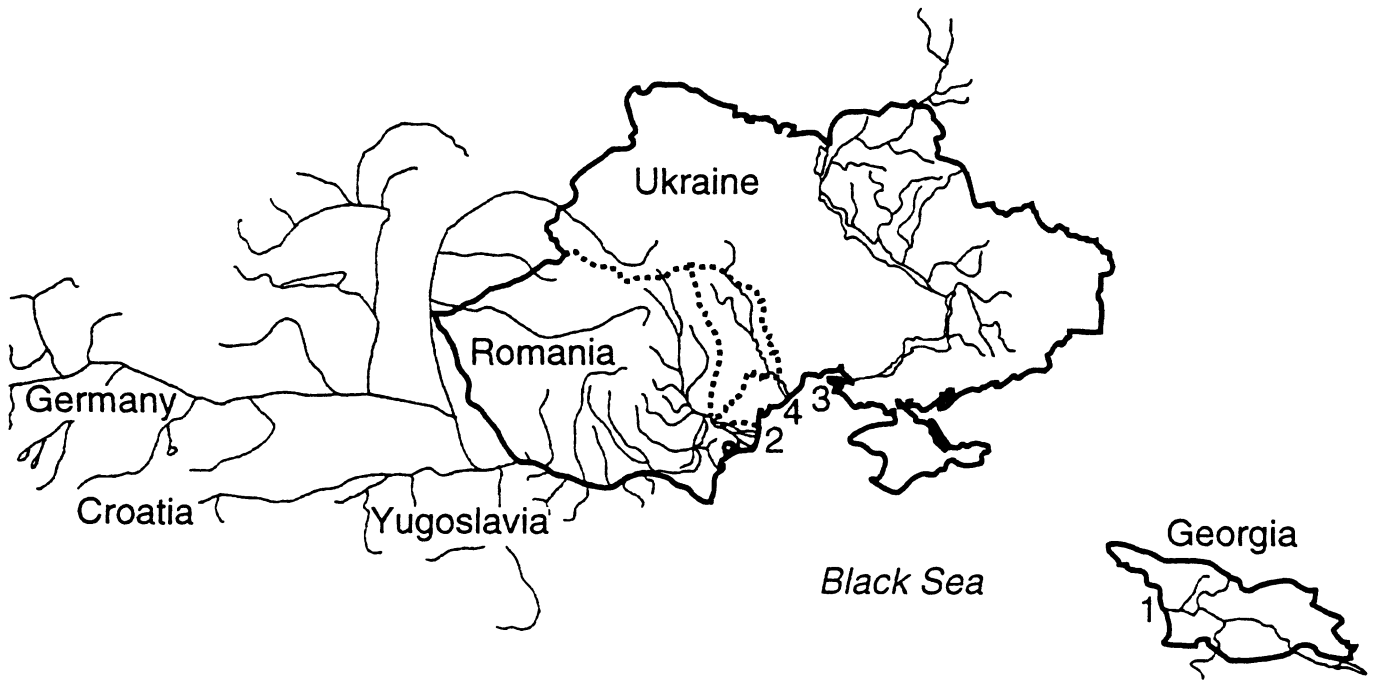 Ukraine
Romania
Germany
4
3
2
Croatia
Yugoslavia
Georgia
Black Sea
1